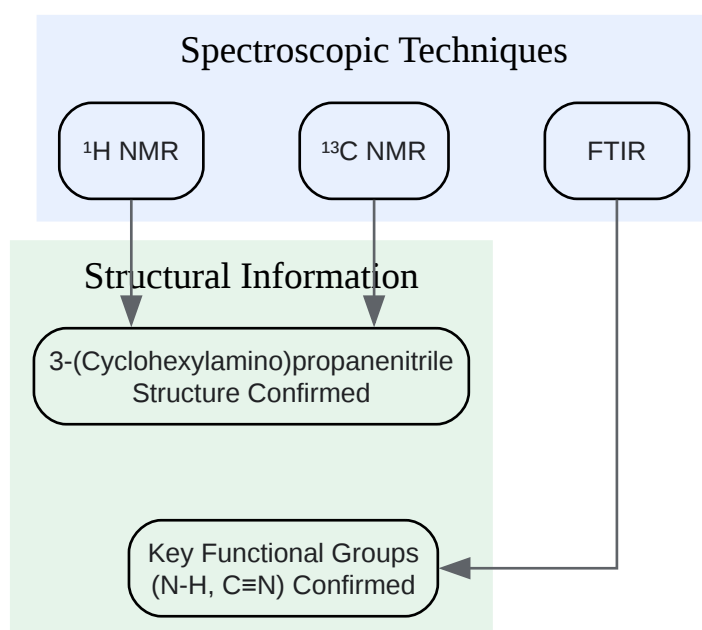 Spectroscopic Techniques
¹H NMR
¹³C NMR
FTIR
Structural Information
3-(Cyclohexylamino)propanenitrile
Structure Confirmed
Key Functional Groups
(N-H, C≡N) Confirmed